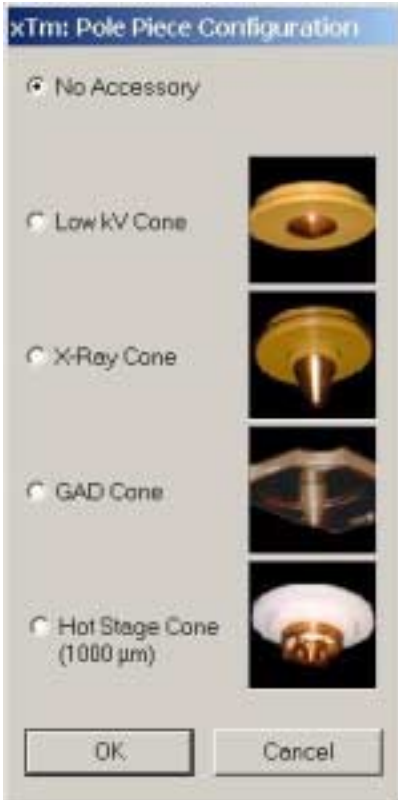 xTm: Pole Piece Configuration
No Accessory
Low kV Cone
X-Ray Cone
GAD Cone
Hot Stage Cone
(1000 µm)
OK
Cancel